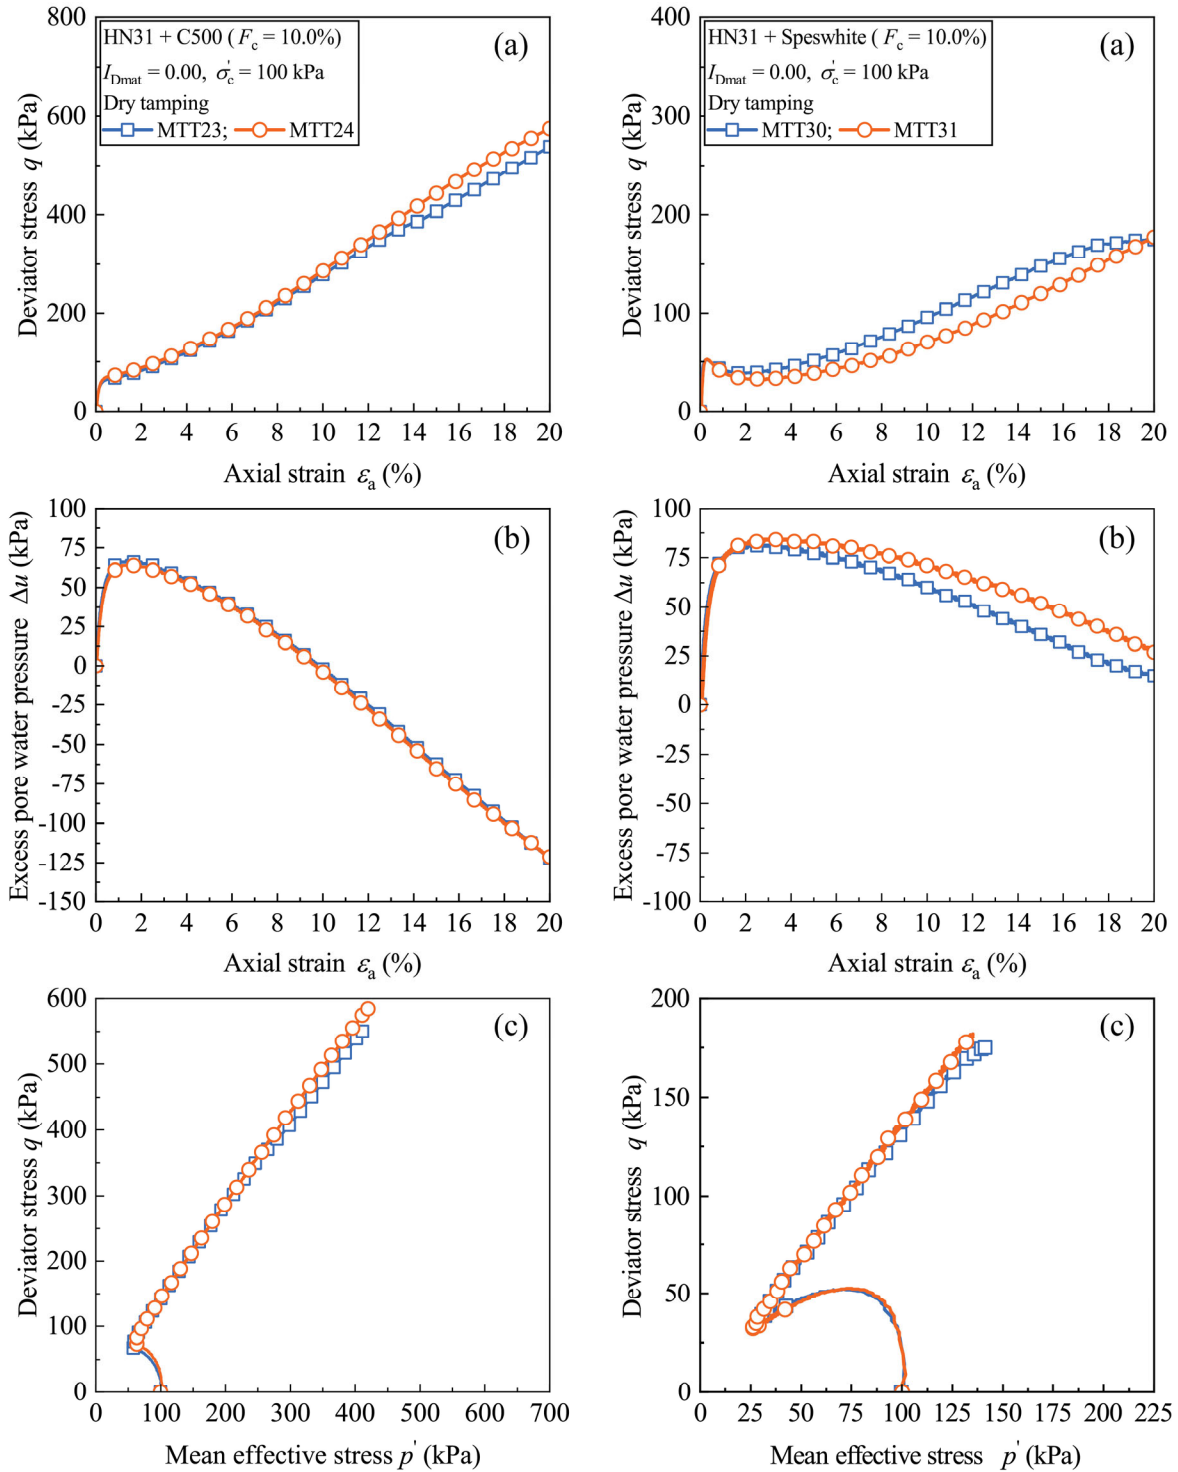 HN31 + C500 ( Fc = 10.0%)
IDmat = 0.00, σ'c = 100 kPa
Dry tamping
MTT23; MTT24
(a)
Deviator stress q (kPa)
800
600
400
200
0
0 2 4 6 8 10 12 14 16 18 20
Axial strain εa (%)
HN31 + Speswhite ( Fc = 10.0%)
IDmat = 0.00, σ'c = 100 kPa
Dry tamping
MTT30; MTT31
(a)
Deviator stress q (kPa)
400
300
200
100
0
0 2 4 6 8 10 12 14 16 18 20
Axial strain εa (%)
(b)
Excess pore water pressure Δu (kPa)
100
75
50
25
0
-25
-50
-75
-100
-125
-150
0 2 4 6 8 10 12 14 16 18 20
Axial strain εa (%)
(b)
Excess pore water pressure Δu (kPa)
100
75
50
25
0
-25
-50
-75
-100
0 2 4 6 8 10 12 14 16 18 20
Axial strain εa (%)
(c)
Deviator stress q (kPa)
600
500
400
300
200
100
0
0 100 200 300 400 500 600 700
Mean effective stress p' (kPa)
(c)
Deviator stress q (kPa)
200
150
100
50
0
0 25 50 75 100 125 150 175 200 225
Mean effective stress p' (kPa)